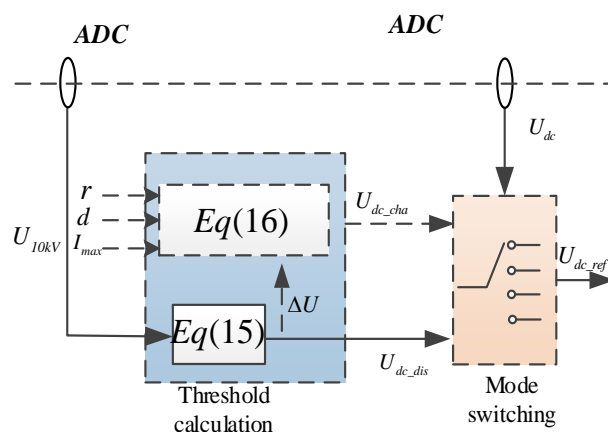 ADC
ADC
U_dc
r
d
I_max
U_10kV
Eq(16)
U_dc_cha
U_dc_ref
ΔU
Eq(15)
U_dc_dis
Threshold
calculation
Mode
switching